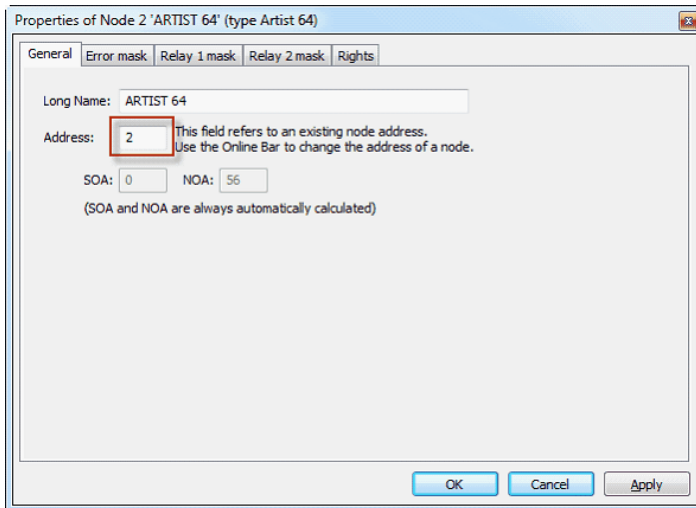 Properties of Node 2 'ARTIST 64' (type Artist 64)
General Error mask Relay 1 mask Relay 2 mask Rights
Long Name: ARTIST 64
Address: 2 This field refers to an existing node address.
Use the Online Bar to change the address of a node.
SOA: 0 NOA: 56
(SOA and NOA are always automatically calculated)
OK Cancel Apply